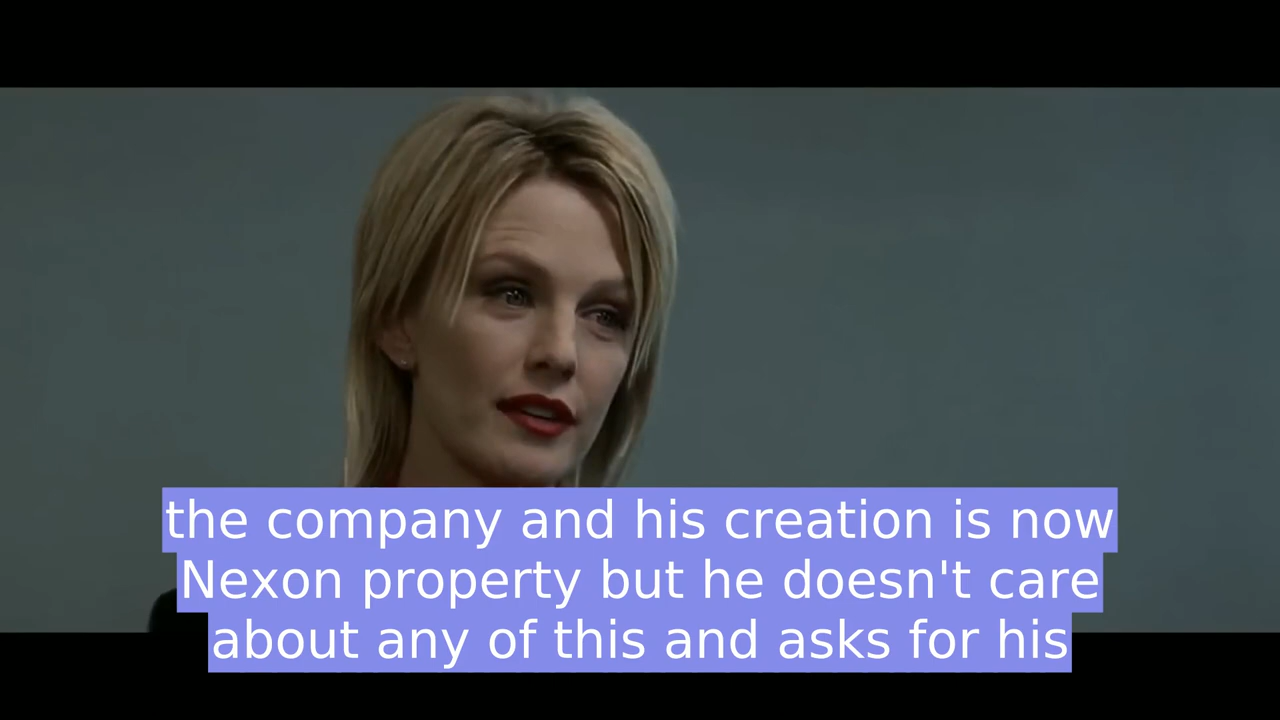 the company and his creation is now
Nexon property but he doesn't care
about any of this and asks for his